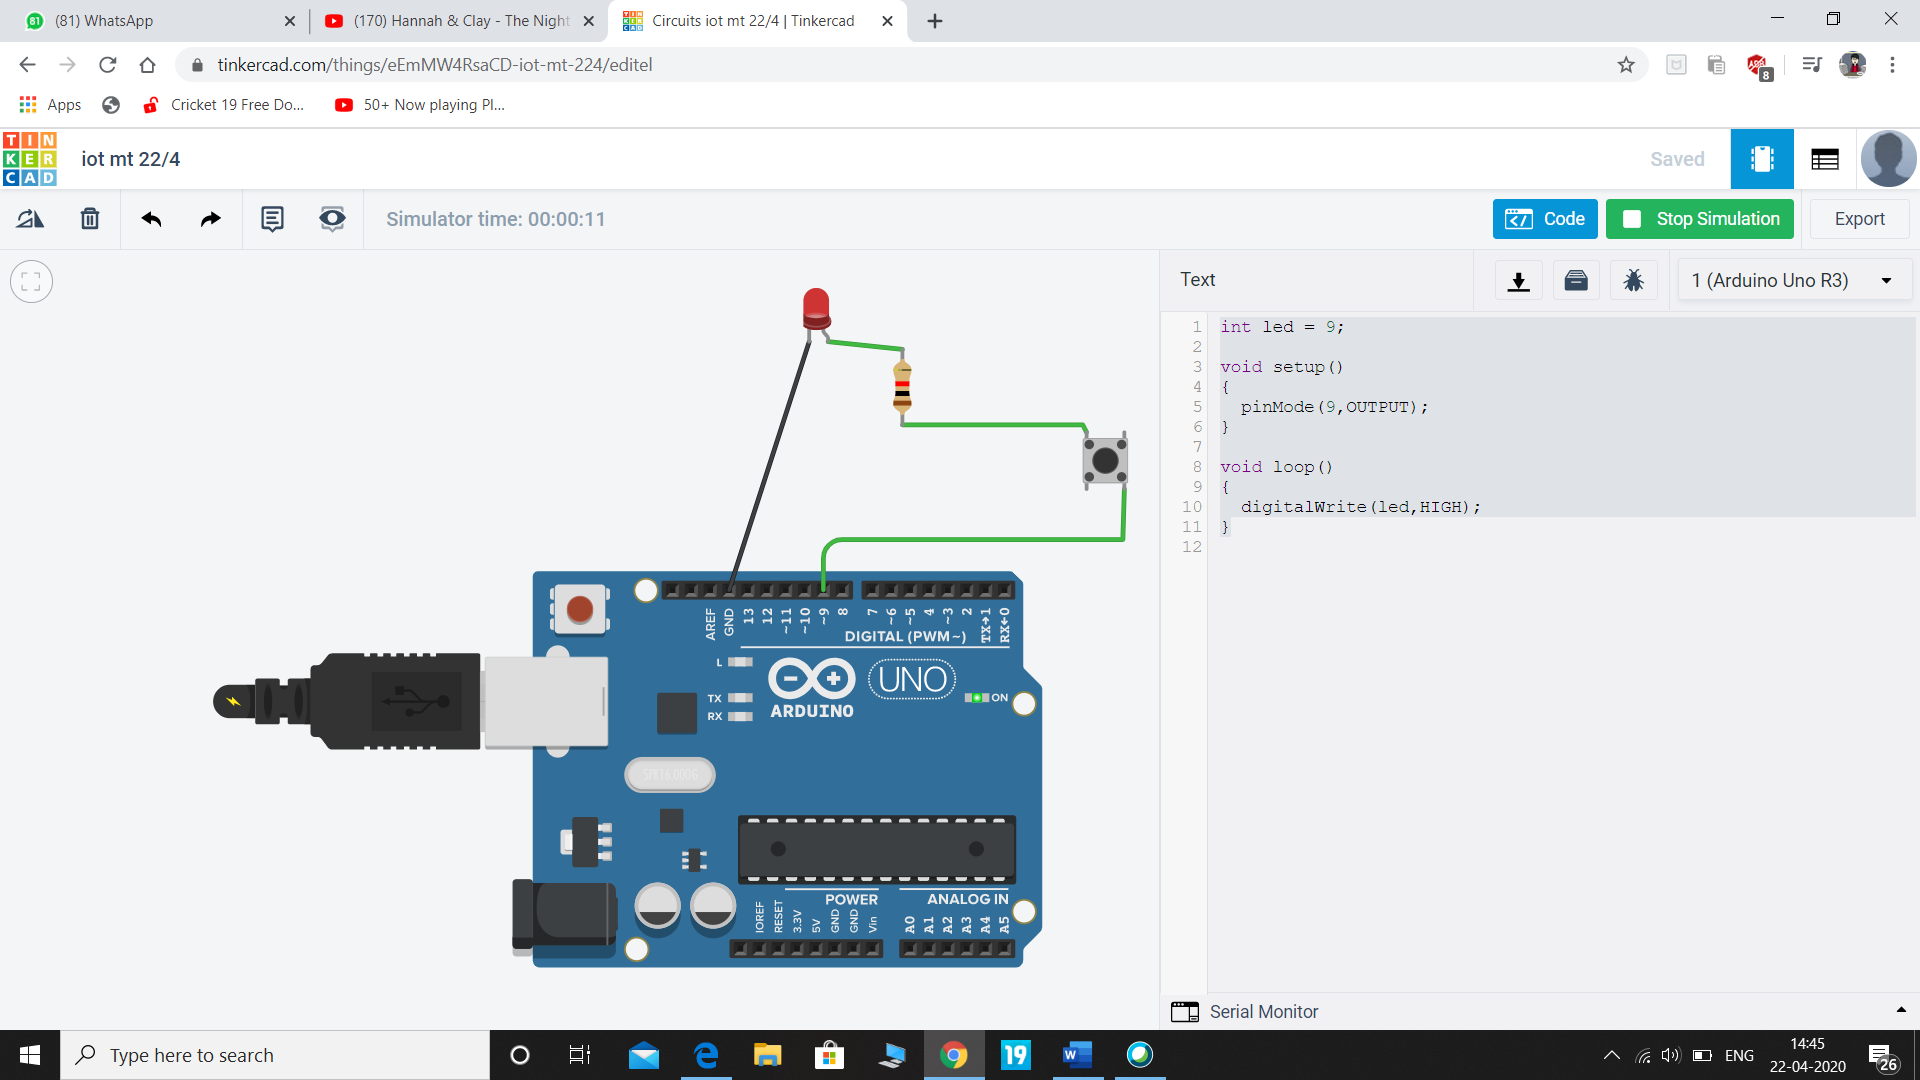 (81) WhatsApp
(170) Hannah & Clay - The Night
Circuits iot mt 22/4 | Tinkercad
tinkercad.com/things/eEmMW4RsaCD-iot-mt-224/editel
8
Apps
Cricket 19 Free Do...
50+ Now playing Pl...
TIN
KER
CAD
iot mt 22/4
Saved
Simulator time: 00:00:11
Code
Stop Simulation
Export
Text
1 (Arduino Uno R3)
1 int led = 9;
2
3 void setup()
4 {
5 pinMode(9,OUTPUT);
6 }
7
8 void loop()
9 {
10 digitalWrite(led,HIGH);
11 }
12
AREF GND 13 12 ~11 ~10 ~9 8 7 ~6 ~5 4 ~3 2 TX→1 RX←0
DIGITAL (PWM~)
L
TX
RX
UNO
ON
ARDUINO
SPK16.000G
POWER
ANALOG IN
IOREF RESET 3.3V 5V GND GND Vin A0 A1 A2 A3 A4 A5
Serial Monitor
Type here to search
19
W
ENG
14:45
22-04-2020
26